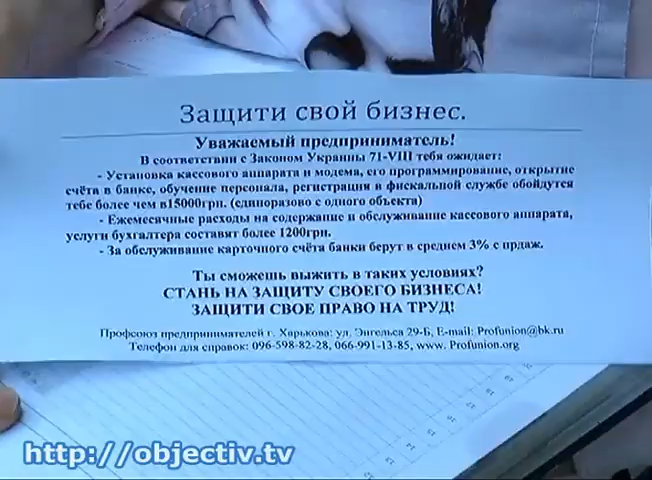 Защити свой бизнес.
Уважаемый предприниматель!
В соответствии с Законом Украины 71-VIII тебя ожидает:
- Установка кассового аппарата и модема, его программирование, открытие
счёта в банке, обучение персонала, регистрация в фискальной службе обойдутся
тебе более чем в15000грн. (единоразово с одного объекта)
- Ежемесячные расходы на содержание и обслуживание кассового аппарата,
услуги бухгалтера составят более 1200грн.
- За обслуживание карточного счёта банки берут в среднем 3% с прдаж.
Ты сможешь выжить в таких условиях?
СТАНЬ НА ЗАЩИТУ СВОЕГО БИЗНЕСА!
ЗАЩИТИ СВОЕ ПРАВО НА ТРУД!
Профсоюз предпринимателей г. Харькова: ул. Энгельса 29-Б, E-mail: Profunion@bk.ru
Телефон для справок: 096-598-82-28, 066-991-13-85, www. Profunion.org
http://objectiv.tv